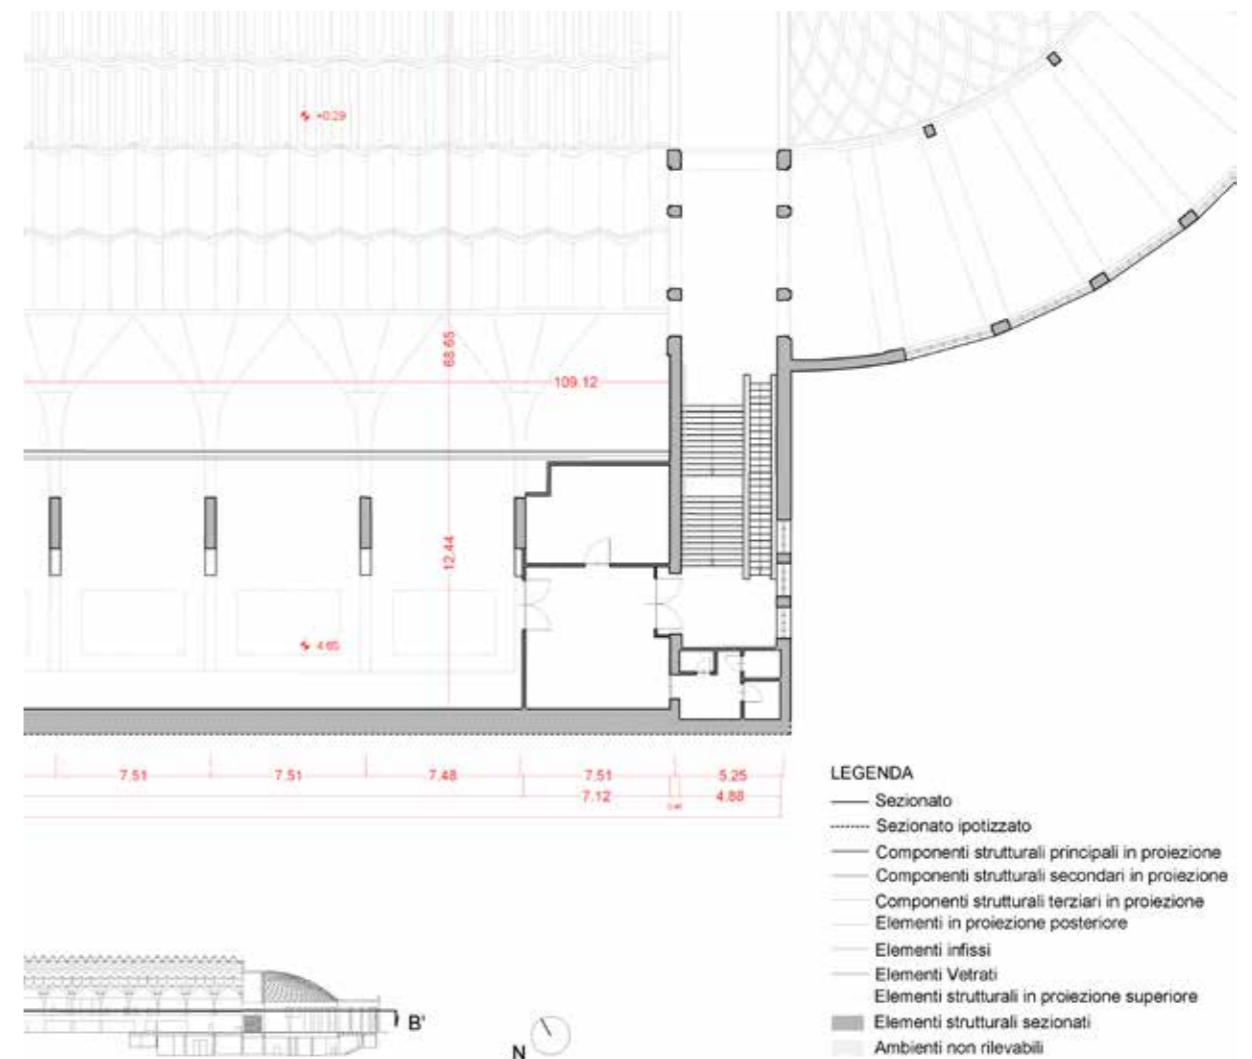 +0.29
68.65
109.12
12.44
4.65
7.51 7.51 7.48 7.51 5.25
7.12 4.88
LEGENDA
Sezionato
Sezionato ipotizzato
Componenti strutturali principali in proiezione
Componenti strutturali secondari in proiezione
Componenti strutturali terziari in proiezione
Elementi in proiezione posteriore
Elementi infissi
Elementi Vetrati
Elementi strutturali in proiezione superiore
Elementi strutturali sezionati
Ambienti non rilevabili
B'
N